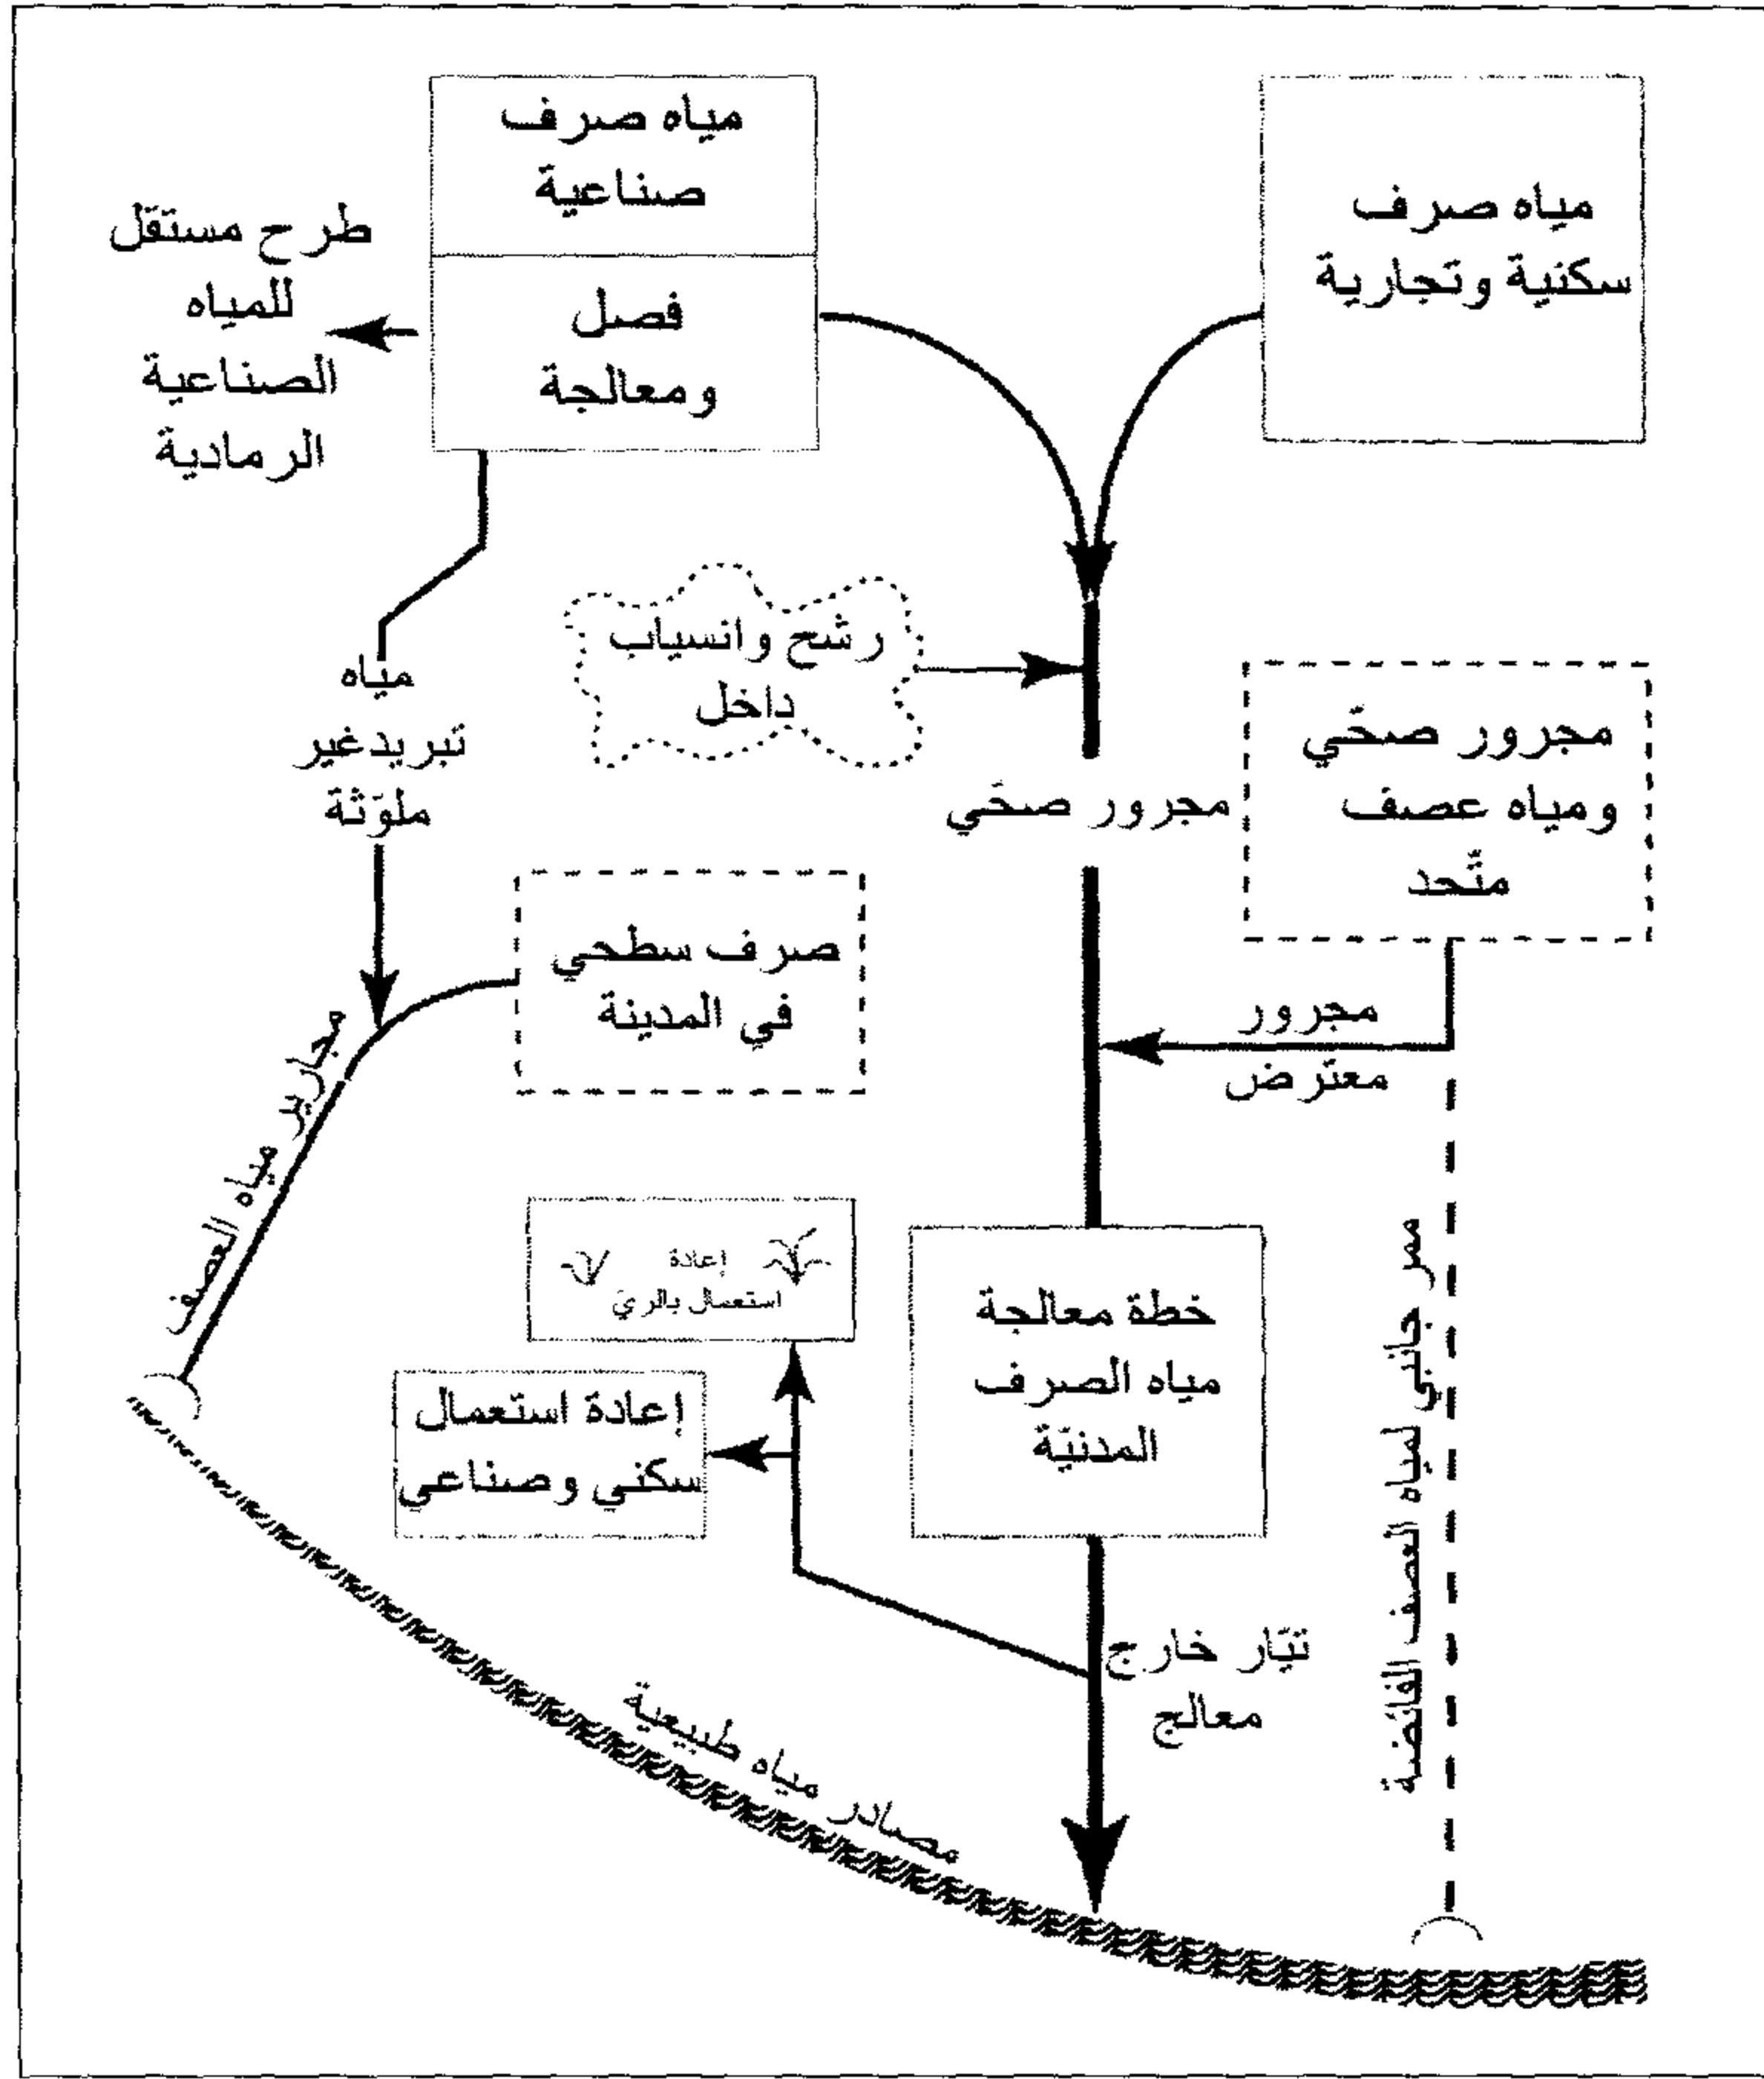 مياه صرف
سكنية وتجارية
مياه صرف
صناعية
فصل
ومعالجة
طرح مستقل
للمياه
الصناعية
الرمادية
رشح وانسياب
داخل
مياه
تبريدغير
ملوّثة
مجرور صحّي
ومياه عصف
متّحد
مجرور صحّي
صرف سطحي
في المدينة
مجرور
معترض
مجارير مياه العصف
إعادة
استعمال بالريّ
خطة معالجة
مياه الصرف
المدنيّة
إعادة استعمال
سكني وصناعي
ممر جانبي لمياه العصف الفائضة
تيّار خارج
معالج
مصادر مياه طبيعية